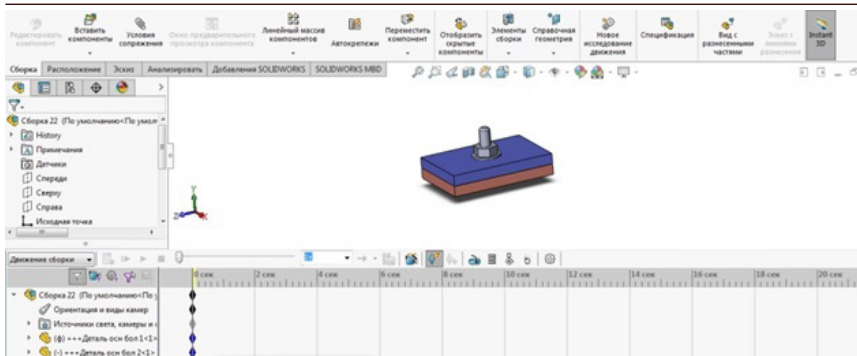 Редактировать компонент
Вставить компоненты
Условия сопряжения
Окно предварительного просмотра компонента
Линейный массив компонентов
Автокрепежи
Переместить компонент
Отобразить скрытые компоненты
Элементы сборки
Справочная геометрия
Новое исследование движения
Спецификация
Вид с разнесенными частями
Эскиз с линиями разнесения
Instant 3D
Сборка
Расположение
Эскиз
Анализировать
Добавления SOLIDWORKS
SOLIDWORKS MBD
Сборка 22 (По умолчанию<По умолч
History
Примечания
Датчики
Спереди
Сверху
Справа
Исходная точка
Y
Z
X
Движение сборки
0 сек
2 сек
4 сек
6 сек
8 сек
10 сек
12 сек
14 сек
16 сек
18 сек
20 сек
Сборка 22 (По умолчанию<По у
Ориентация и виды камер
Источники света, камеры и
(ф) +++Деталь осн бол 1<1>
(-) +++Деталь осн бол 2<1>